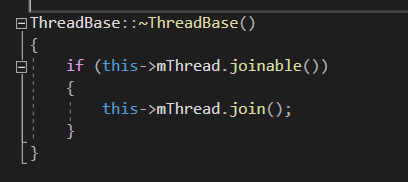 ThreadBase::~ThreadBase()
{
if (this->mThread.joinable())
{
this->mThread.join();
}
}